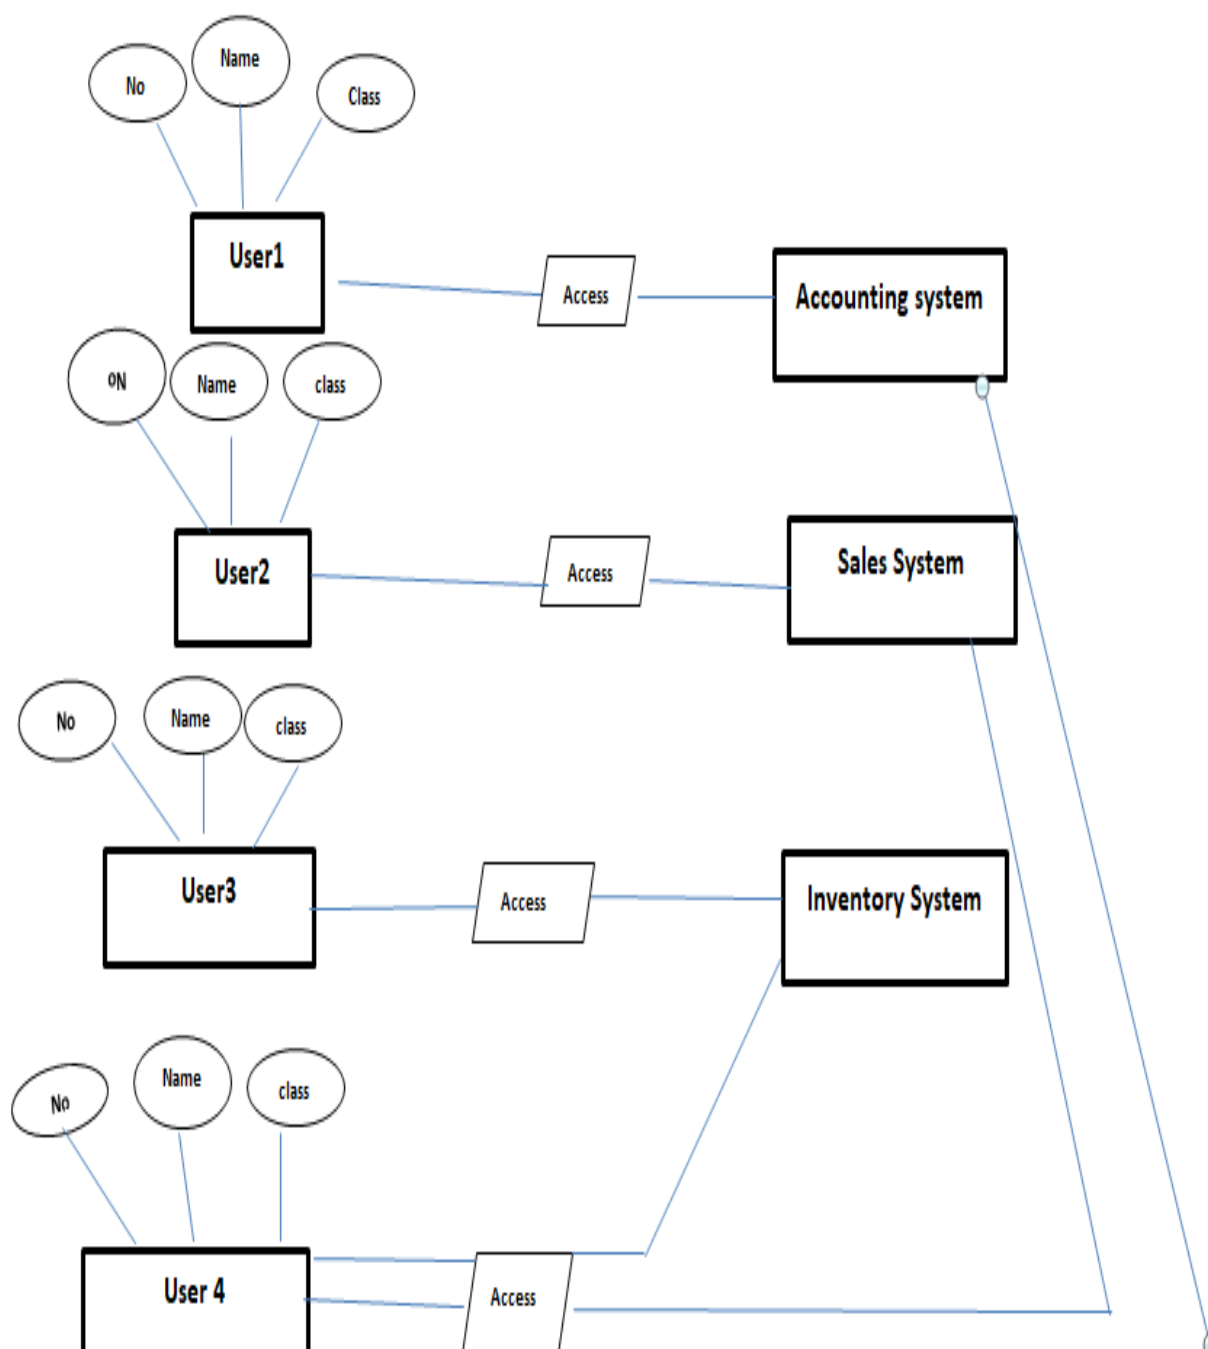 No
Name
Class
User1
Access
Accounting system
No
Name
class
User2
Access
Sales System
No
Name
class
User3
Access
Inventory System
No
Name
class
User 4
Access